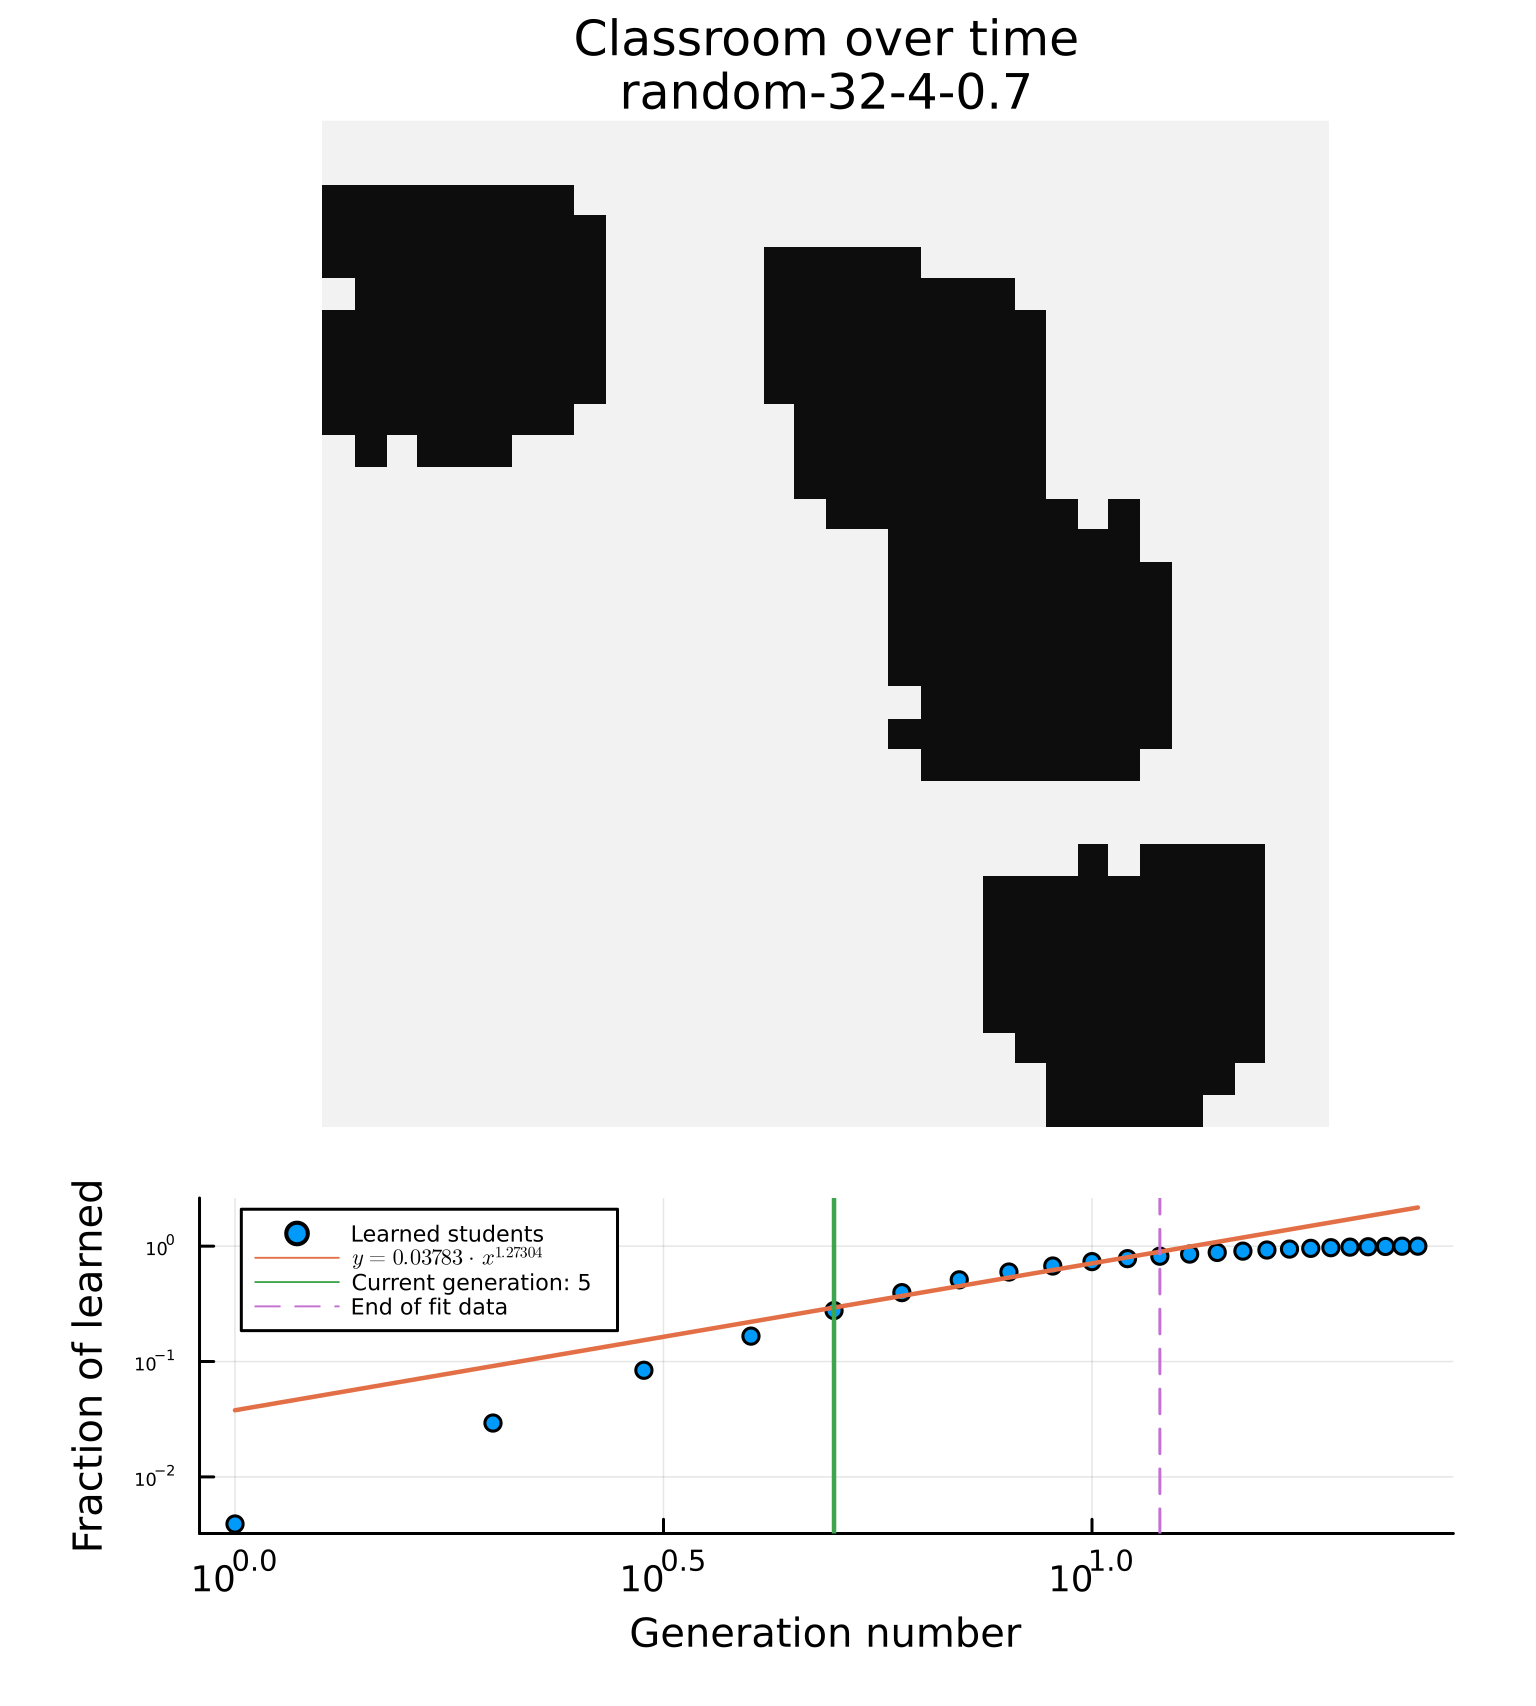 Classroom over time
random-32-4-0.7
Fraction of learned
10⁰
10⁻¹
10⁻²
Learned students
y = 0.03783 · x^1.27304
Current generation: 5
End of fit data
10^0.0
10^0.5
10^1.0
Generation number